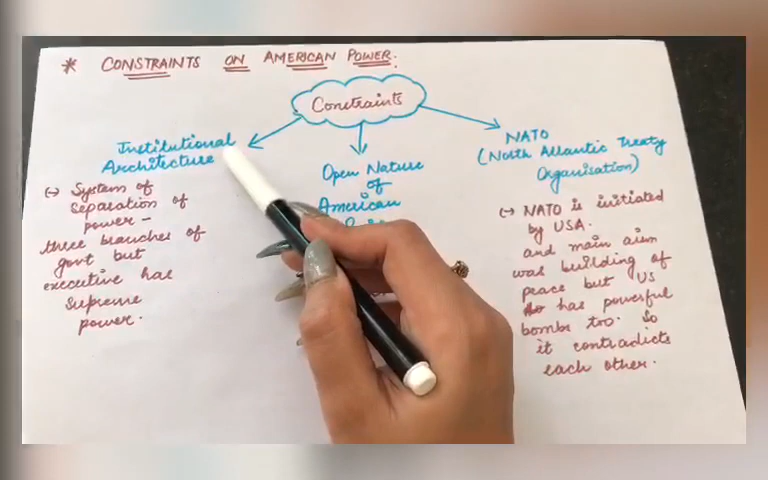 * CONSTRAINTS ON AMERICAN POWER:
Constraints
Institutional
Architecture
(→) System of
separation of
power –
three branches of
govt but
executive has
supreme
power.
Open Nature
of
American
NATO
(North Atlantic Treaty
Organisation)
(→) NATO is initiated
by USA.
and main aim
was building of
peace but US
has powerful
bombs too. So
it contradicts
each other.